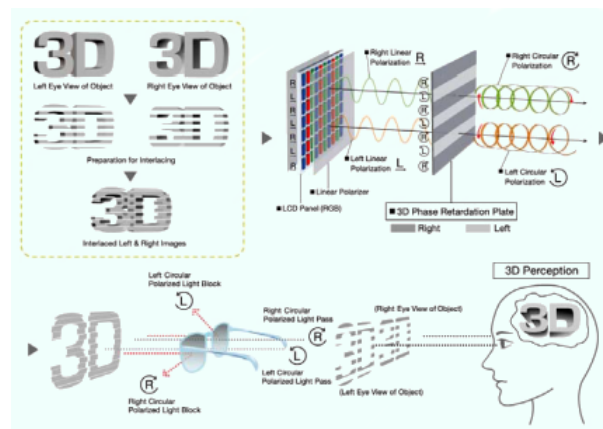 3D
3D
Left Eye View of Object
Right Eye View of Object
3D
3D
Preparation for Interlacing
3D
Interlaced Left & Right Images
Right Linear
Polarization
R
Right Circular
Polarization
R
R
L
R
L
R
L
R
R
L
R
L
R
L
R
Left Linear
Polarization
L
Left Circular
Polarization
L
■ Linear Polarizer
■ LCD Panel (RGB)
■ 3D Phase Retardation Plate
Right
Left
3D Perception
Left Circular
Polarized Light Block
L
Right Circular
Polarized Light Pass
R
(Right Eye View of Object)
3D
3D
3D
L
Left Circular
Polarized Light Pass
R
Right Circular
Polarized Light Block
(Left Eye View of Object)